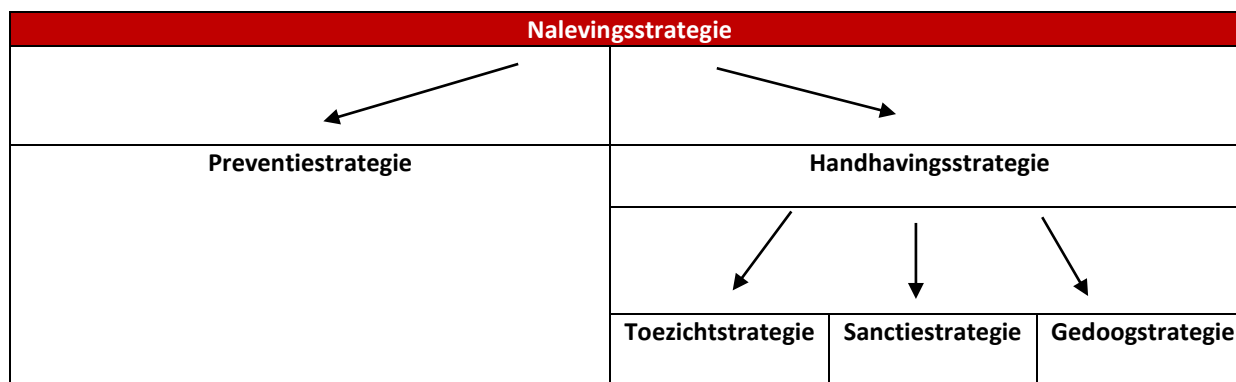 Nalevingsstrategie
Preventiestrategie
Handhavingsstrategie
Toezichtstrategie
Sanctiestrategie
Gedoogstrategie